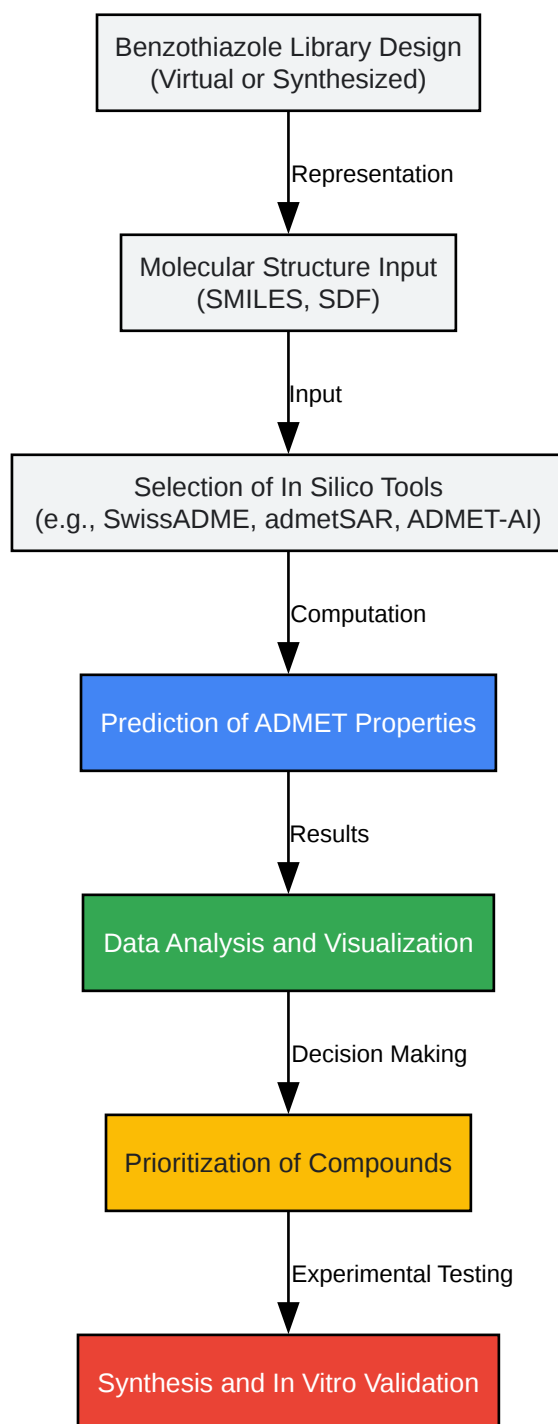 Benzothiazole Library Design
(Virtual or Synthesized)
Representation
Molecular Structure Input
(SMILES, SDF)
Input
Selection of In Silico Tools
(e.g., SwissADME, admetSAR, ADMET-AI)
Computation
Prediction of ADMET Properties
Results
Data Analysis and Visualization
Decision Making
Prioritization of Compounds
Experimental Testing
Synthesis and In Vitro Validation